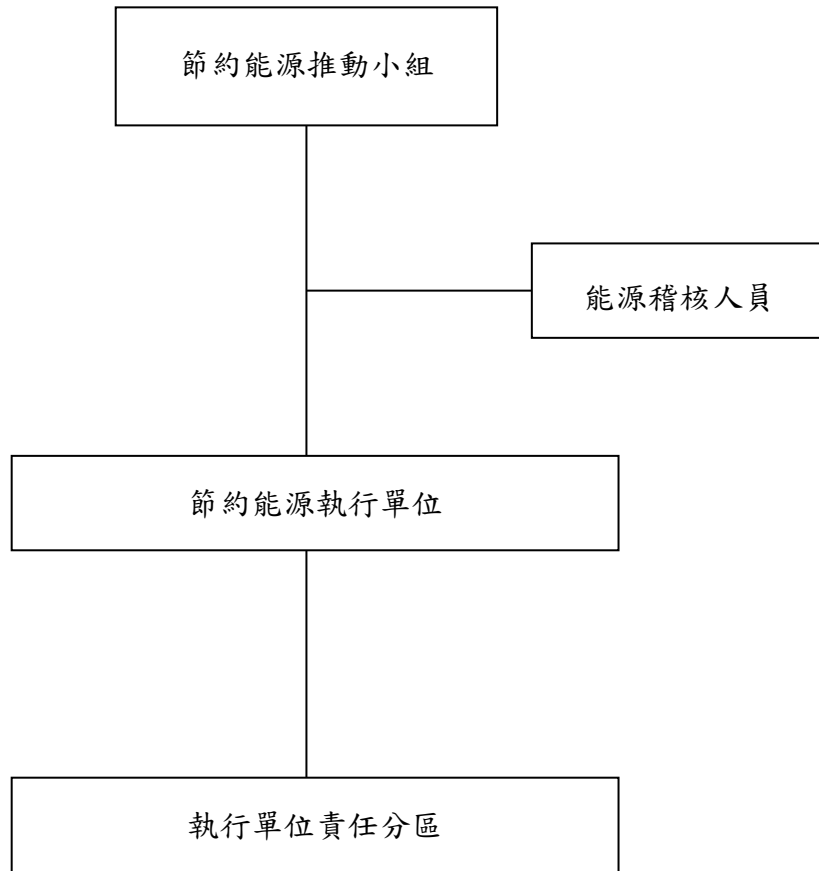 節約能源推動小組
能源稽核人員
節約能源執行單位
執行單位責任分區